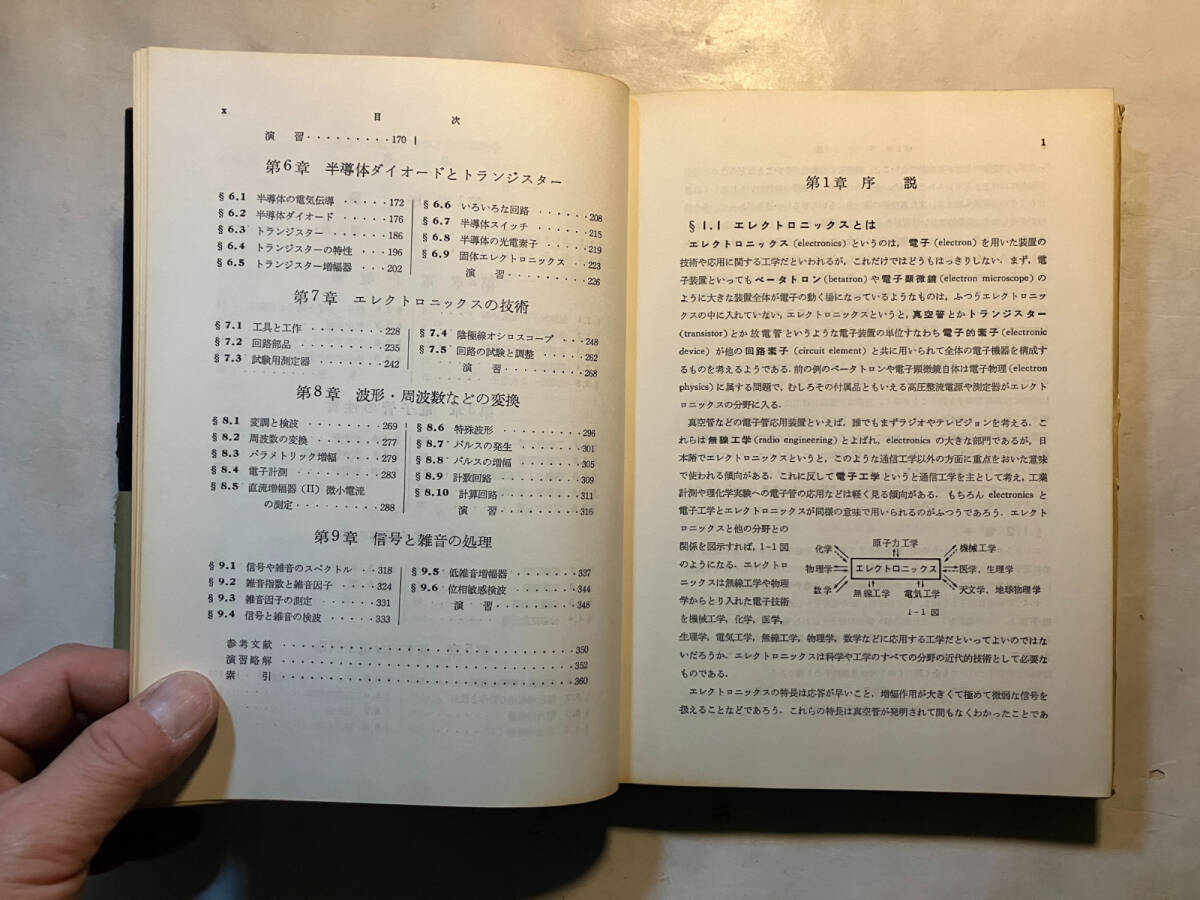 x
目 次
演 習・・・・・・・・・170
第6章 半導体ダイオードとトランジスター
§ 6.1 半導体の電気伝導 ・・・・・172
§ 6.2 半導体ダイオード ・・・・・176
§ 6.3 トランジスター ・・・・・・186
§ 6.4 トランジスターの特性 ・・・196
§ 6.5 トランジスター増幅器 ・・・202
§ 6.6 いろいろな回路 ・・・・・・208
§ 6.7 半導体スイッチ ・・・・・・215
§ 6.8 半導体の光電素子 ・・・・・219
§ 6.9 固体エレクトロニックス ・・・223
演 習・・・・・・・・・226
第7章 エレクトロニックスの技術
§ 7.1 工具と工作 ・・・・・・・・228
§ 7.2 回路部品 ・・・・・・・・・235
§ 7.3 試験用測定器 ・・・・・・・242
§ 7.4 陰極線オシロスコープ ・・・248
§ 7.5 回路の試験と調整 ・・・・・262
演 習・・・・・・・・・268
第8章 波形・周波数などの変換
§ 8.1 変調と検波 ・・・・・・・・269
§ 8.2 周波数の変換 ・・・・・・・277
§ 8.3 パラメトリック増幅 ・・・・279
§ 8.4 電子計測 ・・・・・・・・・283
§ 8.5 直流増幅器 (II) 微小電流
の測定・・・・・・・・・288
§ 8.6 特殊波形 ・・・・・・・・・296
§ 8.7 パルスの発生 ・・・・・・・301
§ 8.8 パルスの増幅 ・・・・・・・305
§ 8.9 計数回路 ・・・・・・・・・309
§ 8.10 計算回路 ・・・・・・・・・311
演 習・・・・・・・・・316
第9章 信号と雑音の処理
§ 9.1 信号や雑音のスペクトル ・・318
§ 9.2 雑音指数と雑音因子 ・・・・324
§ 9.3 雑音因子の測定 ・・・・・・331
§ 9.4 信号と雑音の検波 ・・・・・333
§ 9.5 低雑音増幅器 ・・・・・・・337
§ 9.6 位相敏感検波 ・・・・・・・344
演 習・・・・・・・・・348
参考文献 ・・・・・・・・・・・・・・・・・・350
演習略解 ・・・・・・・・・・・・・・・・・・352
索 引 ・・・・・・・・・・・・・・・・・・360
1
第1章 序 説
§ 1.1 エレクトロニックスとは
エレクトロニックス (electronics) というのは, 電子 (electron) を用いた装置の
技術や応用に関する工学だといわれるが, これだけではどうもはっきりしない. まず, 電
子装置といってもベータトロン (betatron) や電子顕微鏡 (electron microscope) の
ように大きな装置全体が電子の動く場になっているようなものは, ふつうエレクトロニッ
クスの中に入れていない, エレクトロニックスというと, 真空管とかトランジスター
(transistor) とか放電管というような電子装置の単位すなわち電子的素子 (electronic
device) が他の回路素子 (circuit element) と共に用いられて全体の電子機器を構成す
るものを考えるようである. 前の例のベータトロンや電子顕微鏡自体は電子物理 (electron
physics) に属する問題で, むしろその付属品ともいえる高圧整流電源や測定器がエレクト
ロニックスの分野に入る.
真空管などの電子管応用装置といえば, 誰でもまずラジオやテレビジョンを考える. こ
れらは無線工学 (radio engineering) とよばれ, electronics の大きな部門であるが, 日
本語でエレクトロニックスというと, このような通信工学以外の方面に重点をおいた意味
で使われる傾向がある. これに反して電子工学というと通信工学を主として考え, 工業
計測や理化学実験への電子管の応用などは軽く見る傾向がある. もちろん electronics と
電子工学とエレクトロニックスが同様の意味で用いられるのがふつうであろう. エレクト
ロニックスと他の分野との
関係を図示すれば, 1-1 図
のようになる. エレクトロ
ニックスは無線工学や物理
学からとり入れた電子技術
を機械工学, 化学, 医学,
化学
原子力工学
機械工学
物理学
エレクトロニックス
医学, 生理学
数学
無線工学
電気工学
天文学, 地球物理学
1-1 図
生理学, 電気工学, 無線工学, 物理学, 数学などに応用する工学だといってよいのではな
いだろうか. エレクトロニックスは科学や工学のすべての分野の近代的技術として必要な
ものである.
エレクトロニックスの特長は応答が早いこと, 増幅作用が大きくて極めて微弱な信号を
扱えることなどであろう. これらの特長は真空管が発明されて間もなくわかったことであ